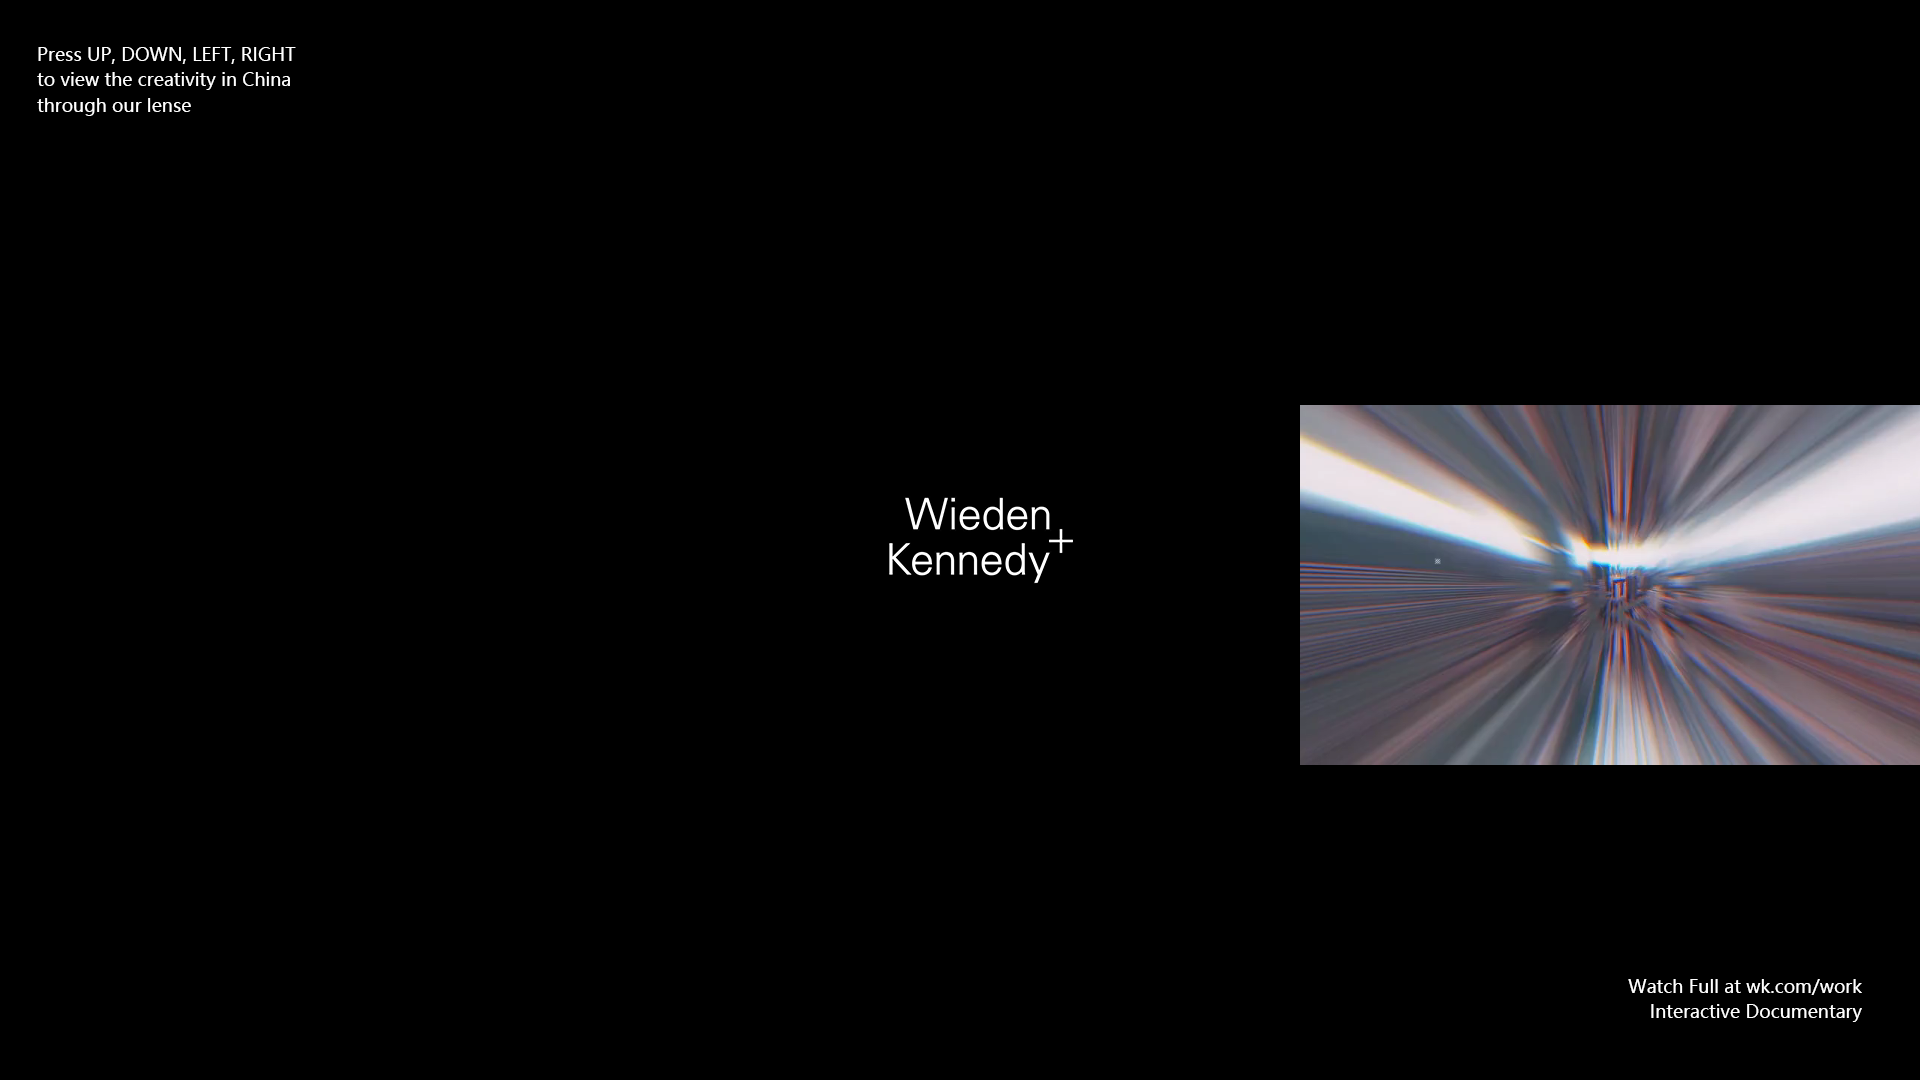 Press UP, DOWN, LEFT, RIGHT
to view the creativity in China
through our lense
Wieden
Kennedy+
Watch Full at wk.com/work
Interactive Documentary